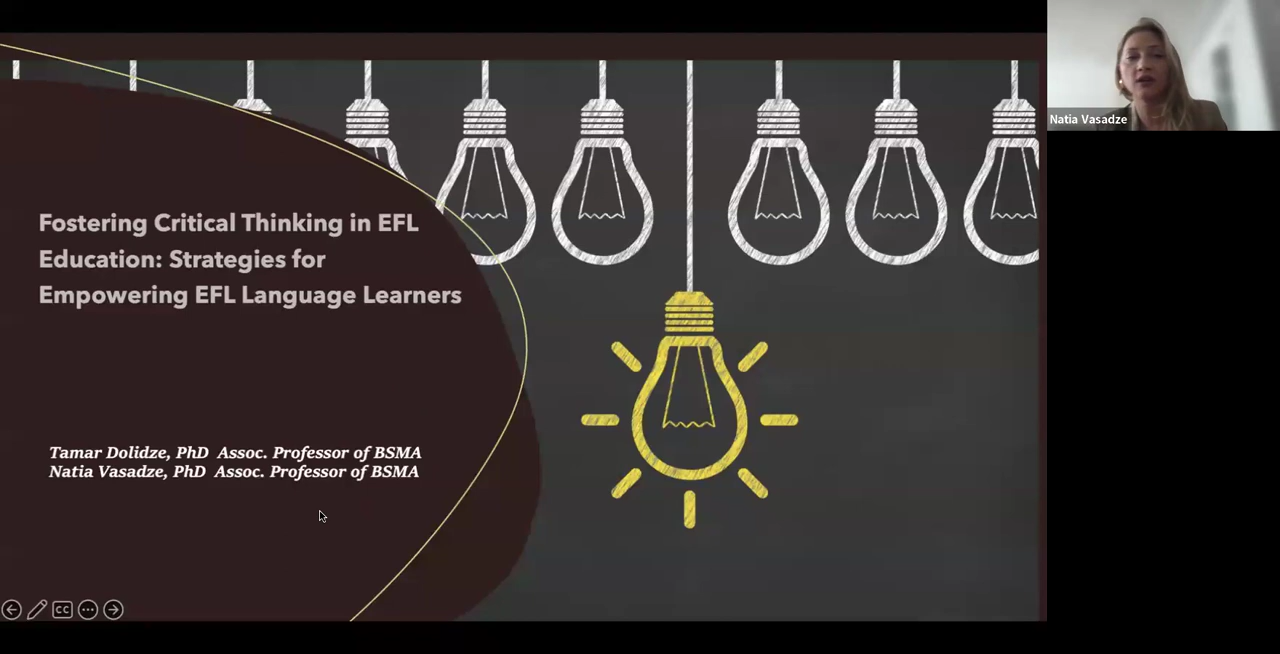 Fostering Critical Thinking in EFL
Education: Strategies for
Empowering EFL Language Learners
Tamar Dolidze, PhD Assoc. Professor of BSMA
Natia Vasadze, PhD Assoc. Professor of BSMA
CC
Natia Vasadze